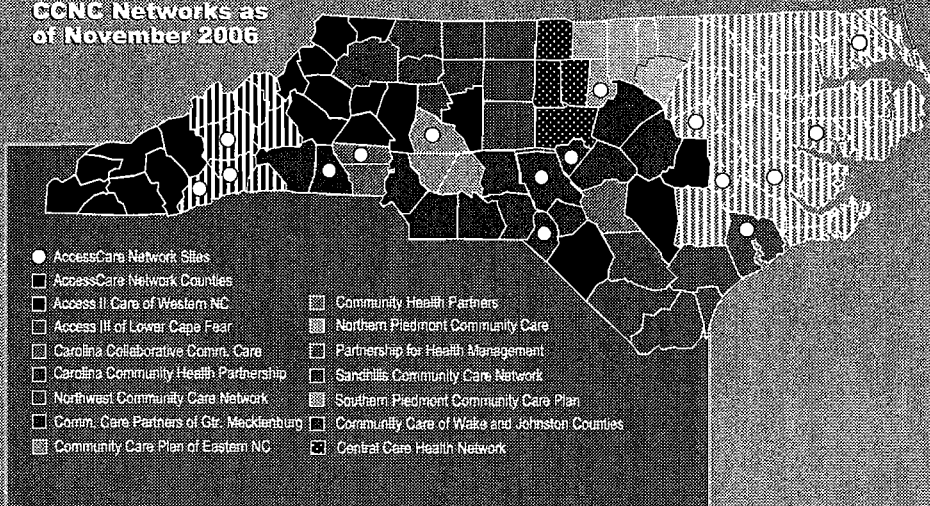 CCNC Networks as
of November 2006
AccessCare Network Sites
AccessCare Network Counties
Access II Care of Western NC
Access III of Lower Cape Fear
Carolina Collaborative Comm. Care
Carolina Community Health Partnership
Northwest Community Care Network
Comm. Care Partners of Gtr. Mecklenburg
Community Care Plan of Eastern NC
Community Health Partners
Northern Piedmont Community Care
Partnership for Health Management
Sandhills Community Care Network
Southern Piedmont Community Care Plan
Community Care of Wake and Johnston Counties
Central Care Health Network